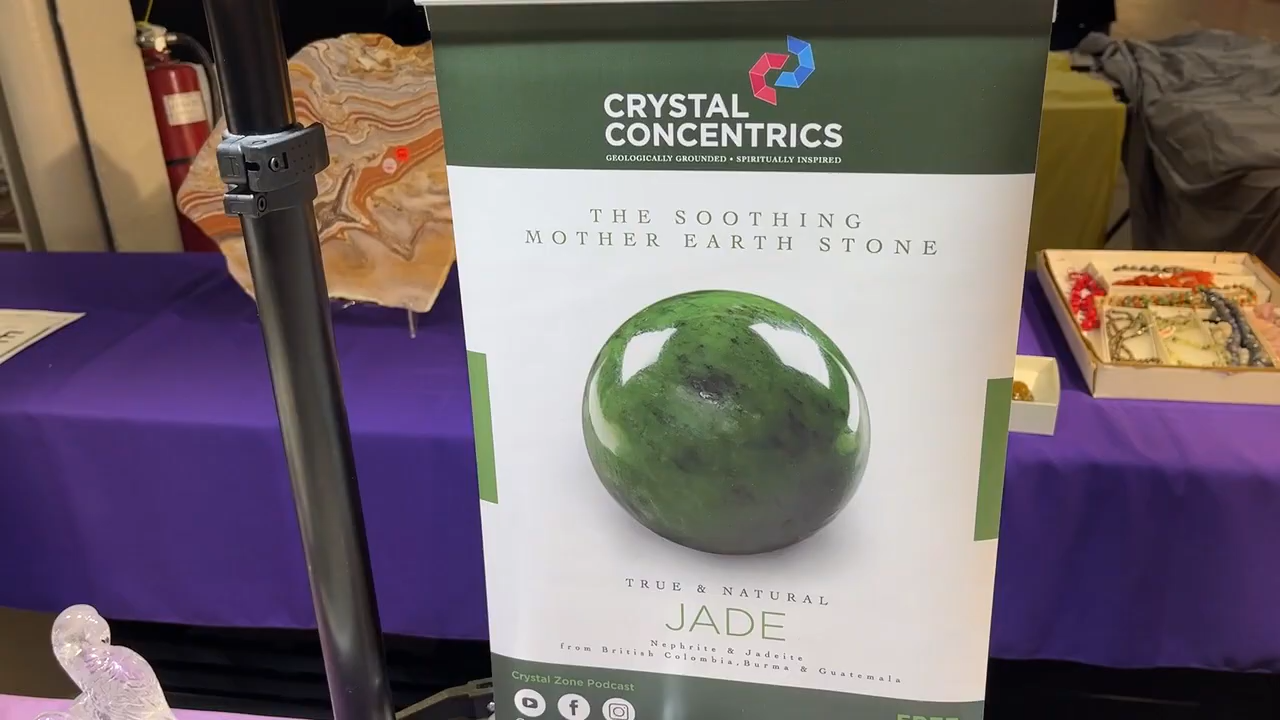 CRYSTAL
CONCENTRICS
GEOLOGICALLY GROUNDED • SPIRITUALLY INSPIRED
THE SOOTHING
MOTHER EARTH STONE
TRUE & NATURAL
JADE
Nephrite & Jadeite
from British Colombia, Burma & Guatemala
Crystal Zone Podcast